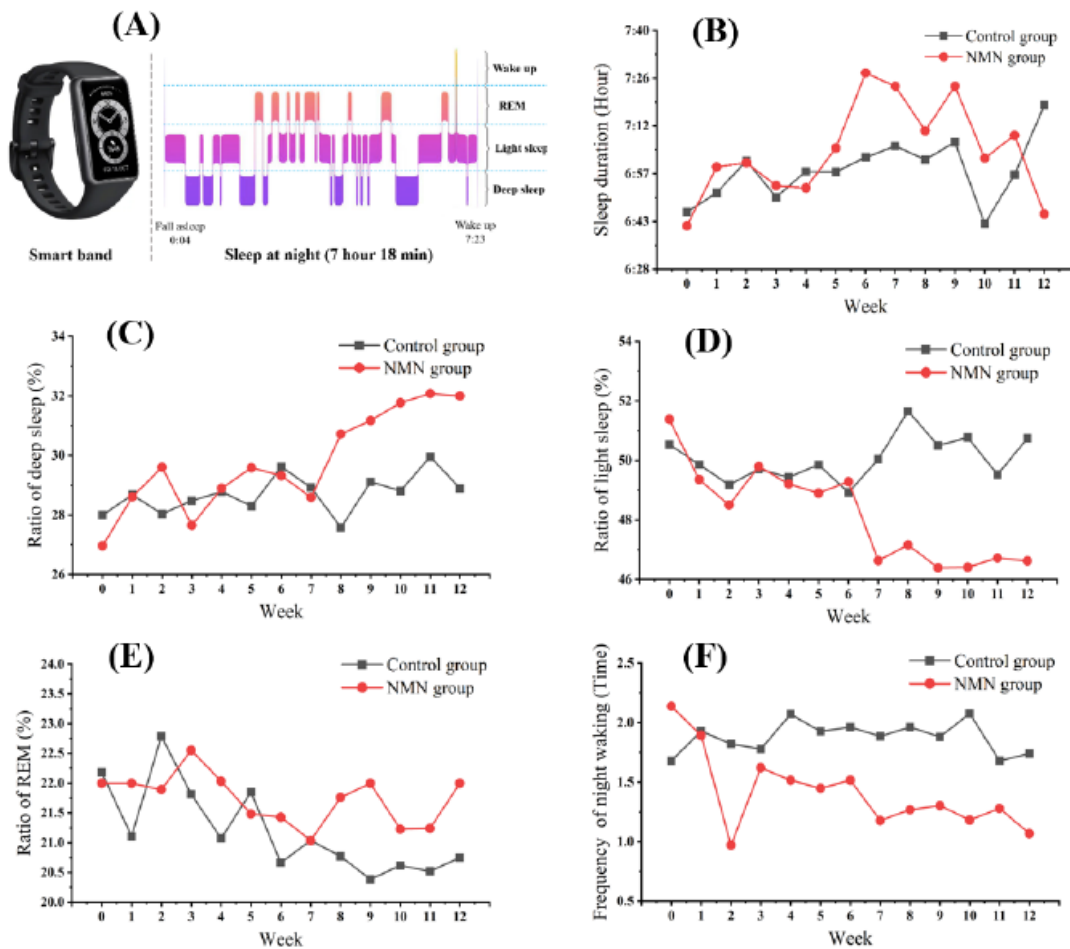 (A)
Wake up
REM
Light sleep
Deep sleep
Fall asleep
0:04
Wake up
7:23
Smart band
Sleep at night (7 hour 18 min)
(B)
Control group
NMN group
Sleep duration (Hour)
7:40
7:26
7:12
6:57
6:43
6:28
0 1 2 3 4 5 6 7 8 9 10 11 12
Week
(C)
Control group
NMN group
Ratio of deep sleep (%)
34
32
30
28
26
0 1 2 3 4 5 6 7 8 9 10 11 12
Week
(D)
Control group
NMN group
Ratio of light sleep (%)
54
52
50
48
46
0 1 2 3 4 5 6 7 8 9 10 11 12
Week
(E)
Control group
NMN group
Ratio of REM (%)
24.0
23.5
23.0
22.5
22.0
21.5
21.0
20.5
20.0
0 1 2 3 4 5 6 7 8 9 10 11 12
Week
(F)
Control group
NMN group
Frequency of night waking (Time)
2.5
2.0
1.5
1.0
0.5
0 1 2 3 4 5 6 7 8 9 10 11 12
Week